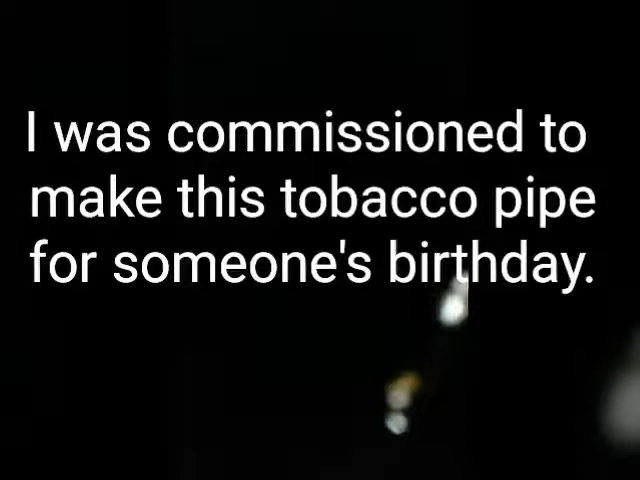 I was commissioned to
make this tobacco pipe
for someone's birthday.